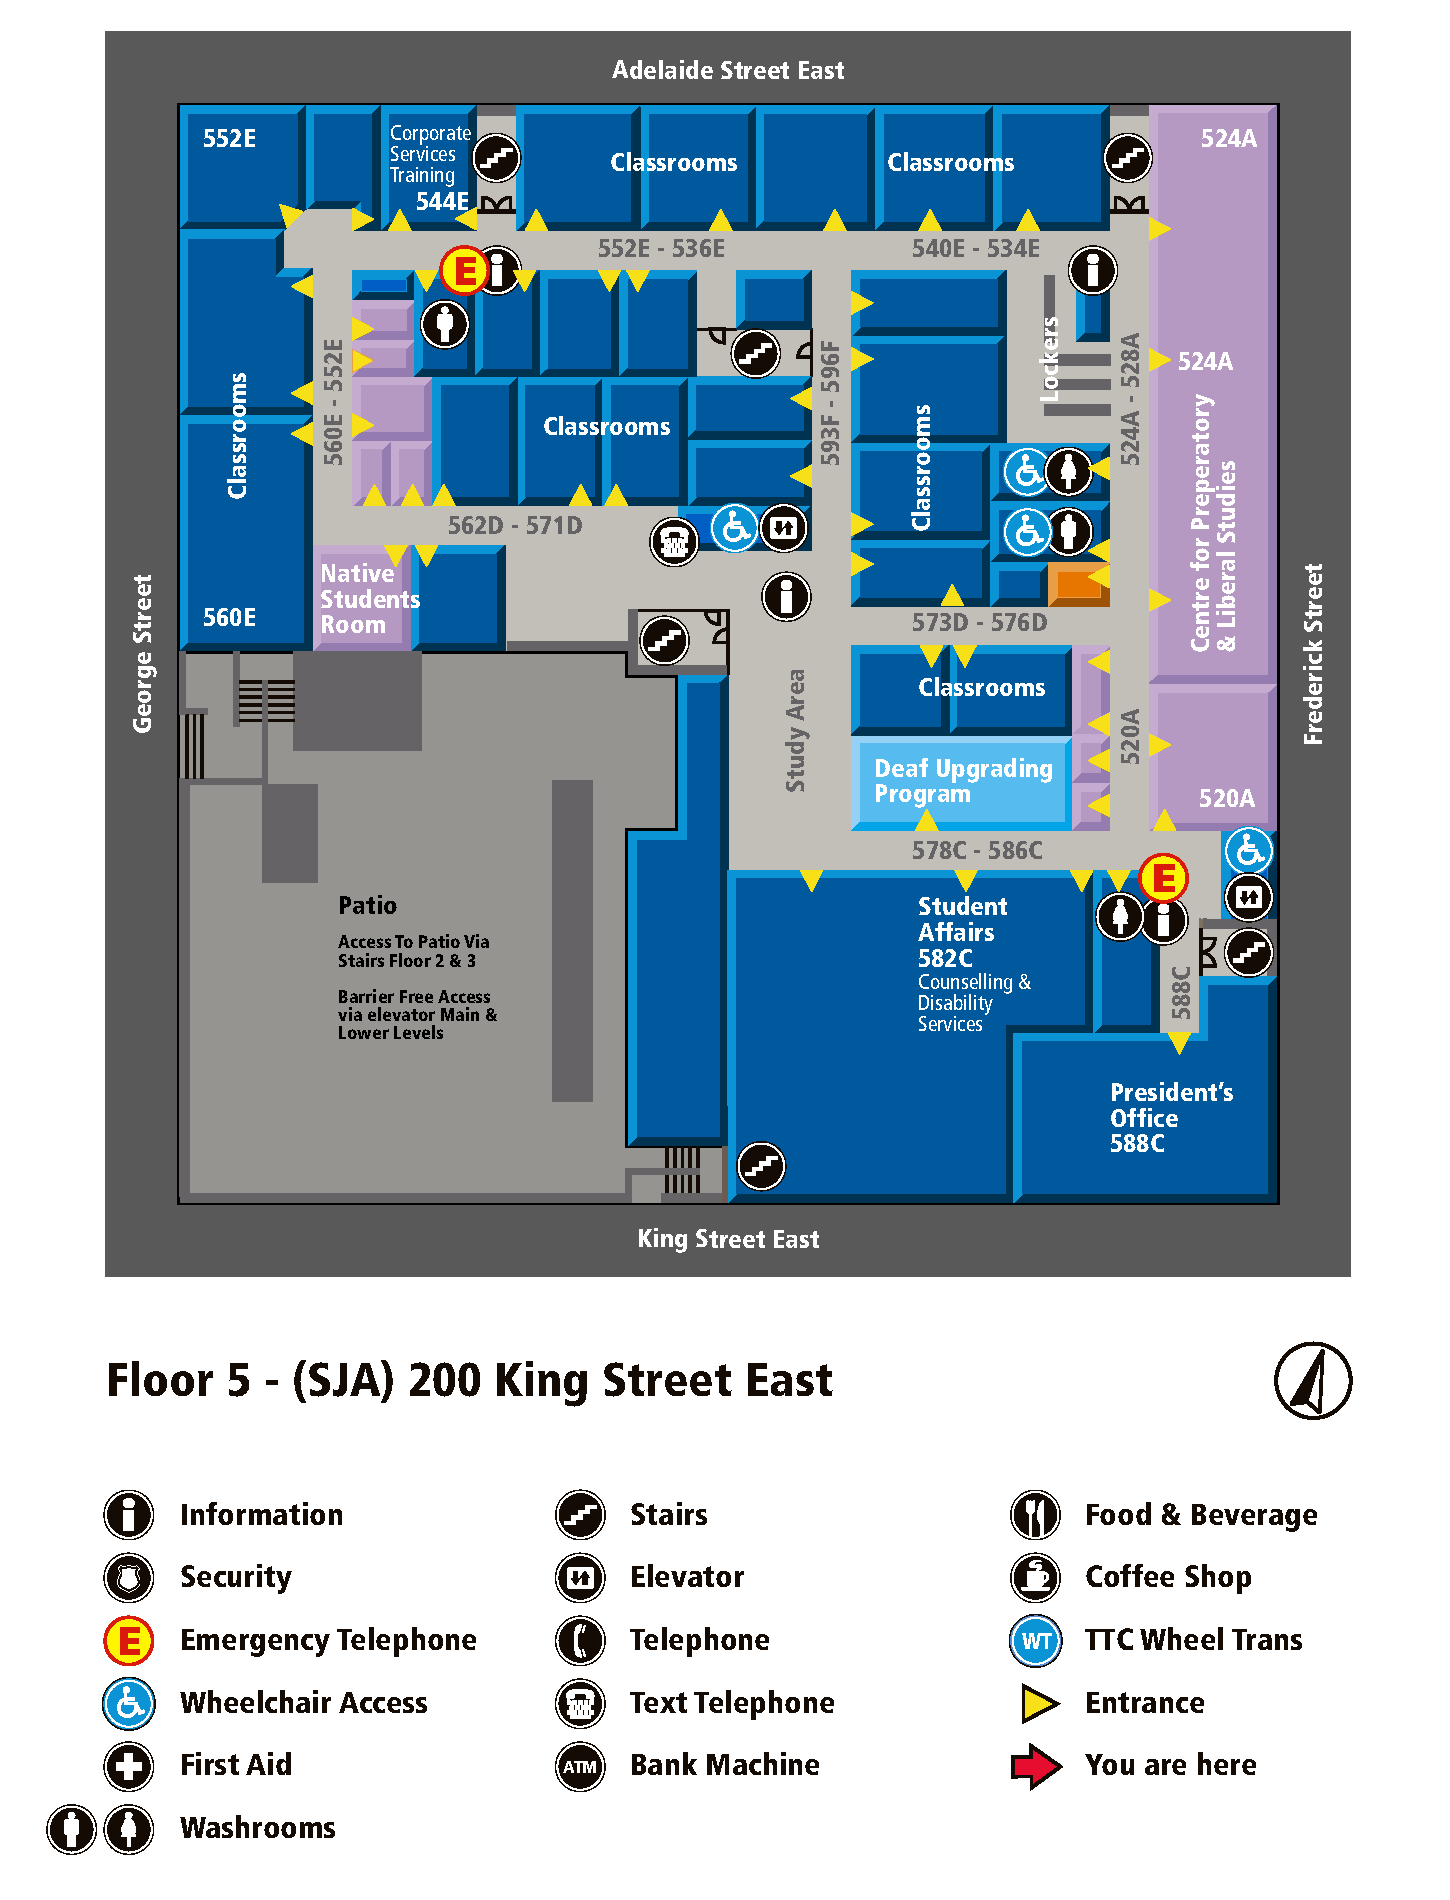 Adelaide Street East
552E
Corporate
Services
Training
544E
Classrooms
Classrooms
524A
552E - 536E
540E - 534E
E
Lockers
560E - 552E
593F - 596F
524A - 528A
524A
Classrooms
Classrooms
Classrooms
Centre for Preperatory
& Liberal Studies
562D - 571D
Native
Students
Room
560E
573D - 576D
George Street
Frederick Street
Study Area
Classrooms
520A
Deaf Upgrading
Program
520A
578C - 586C
E
Patio
Access To Patio Via
Stairs Floor 2 & 3
Barrier Free Access
via elevator Main &
Lower Levels
Student
Affairs
582C
Counselling &
Disability
Services
588C
President's
Office
588C
King Street East
Floor 5 - (SJA) 200 King Street East
Information
Stairs
Food & Beverage
Security
Elevator
Coffee Shop
E Emergency Telephone
Telephone
WT TTC Wheel Trans
Wheelchair Access
Text Telephone
Entrance
First Aid
ATM Bank Machine
You are here
Washrooms